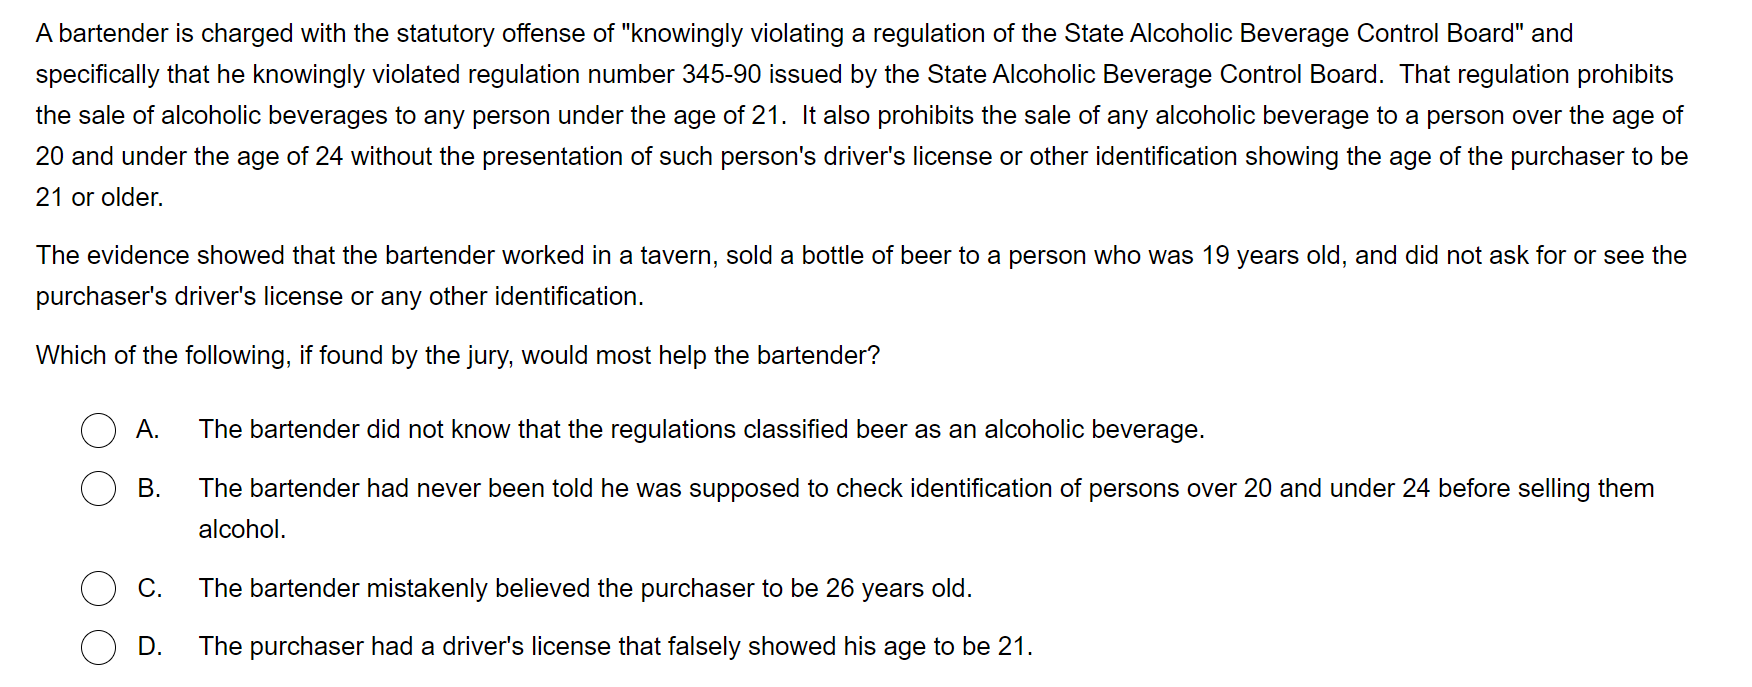 A bartender is charged with the statutory offense of "knowingly violating a regulation of the State Alcoholic Beverage Control Board" and
specifically that he knowingly violated regulation number 345-90 issued by the State Alcoholic Beverage Control Board.  That regulation prohibits
the sale of alcoholic beverages to any person under the age of 21.  It also prohibits the sale of any alcoholic beverage to a person over the age of
20 and under the age of 24 without the presentation of such person's driver's license or other identification showing the age of the purchaser to be
21 or older.
The evidence showed that the bartender worked in a tavern, sold a bottle of beer to a person who was 19 years old, and did not ask for or see the
purchaser's driver's license or any other identification.
Which of the following, if found by the jury, would most help the bartender?
A. The bartender did not know that the regulations classified beer as an alcoholic beverage.
B. The bartender had never been told he was supposed to check identification of persons over 20 and under 24 before selling them
alcohol.
C. The bartender mistakenly believed the purchaser to be 26 years old.
D. The purchaser had a driver's license that falsely showed his age to be 21.